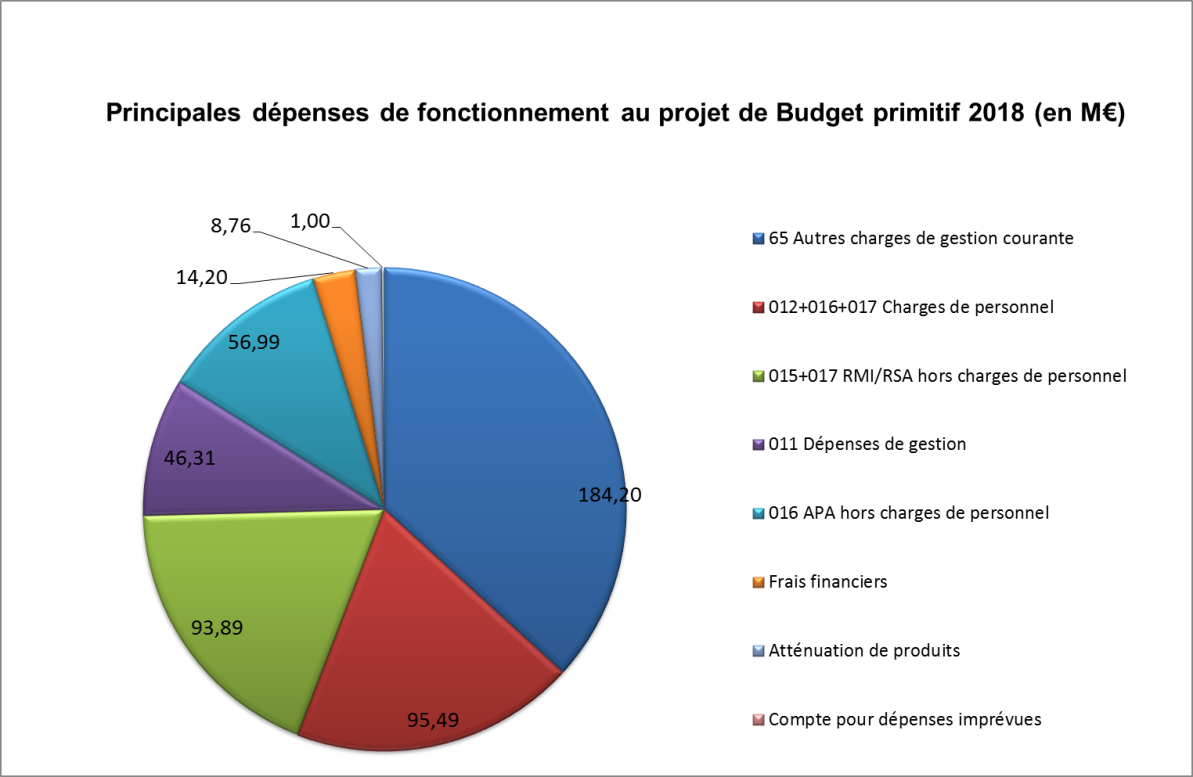 Principales dépenses de fonctionnement au projet de Budget primitif 2018 (en M€)
8,76
1,00
14,20
56,99
46,31
184,20
93,89
95,49
65 Autres charges de gestion courante
012+016+017 Charges de personnel
015+017 RMI/RSA hors charges de personnel
011 Dépenses de gestion
016 APA hors charges de personnel
Frais financiers
Atténuation de produits
Compte pour dépenses imprévues